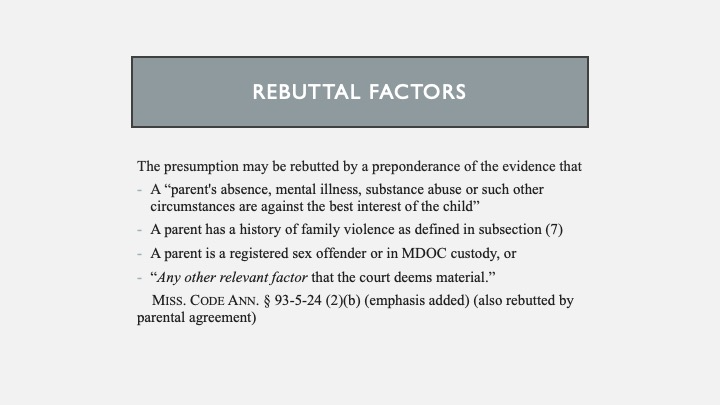 REBUTTAL FACTORS
The presumption may be rebutted by a preponderance of the evidence that
- A “parent's absence, mental illness, substance abuse or such other
circumstances are against the best interest of the child”
- A parent has a history of family violence as defined in subsection (7)
- A parent is a registered sex offender or in MDOC custody, or
- “Any other relevant factor that the court deems material.”
MISS. CODE ANN. § 93-5-24 (2)(b) (emphasis added) (also rebutted by
parental agreement)